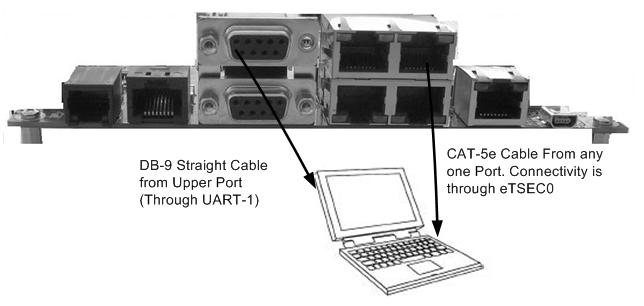 DB-9 Straight Cable
from Upper Port
(Through UART-1)
CAT-5e Cable From any
one Port. Connectivity is
through eTSEC0